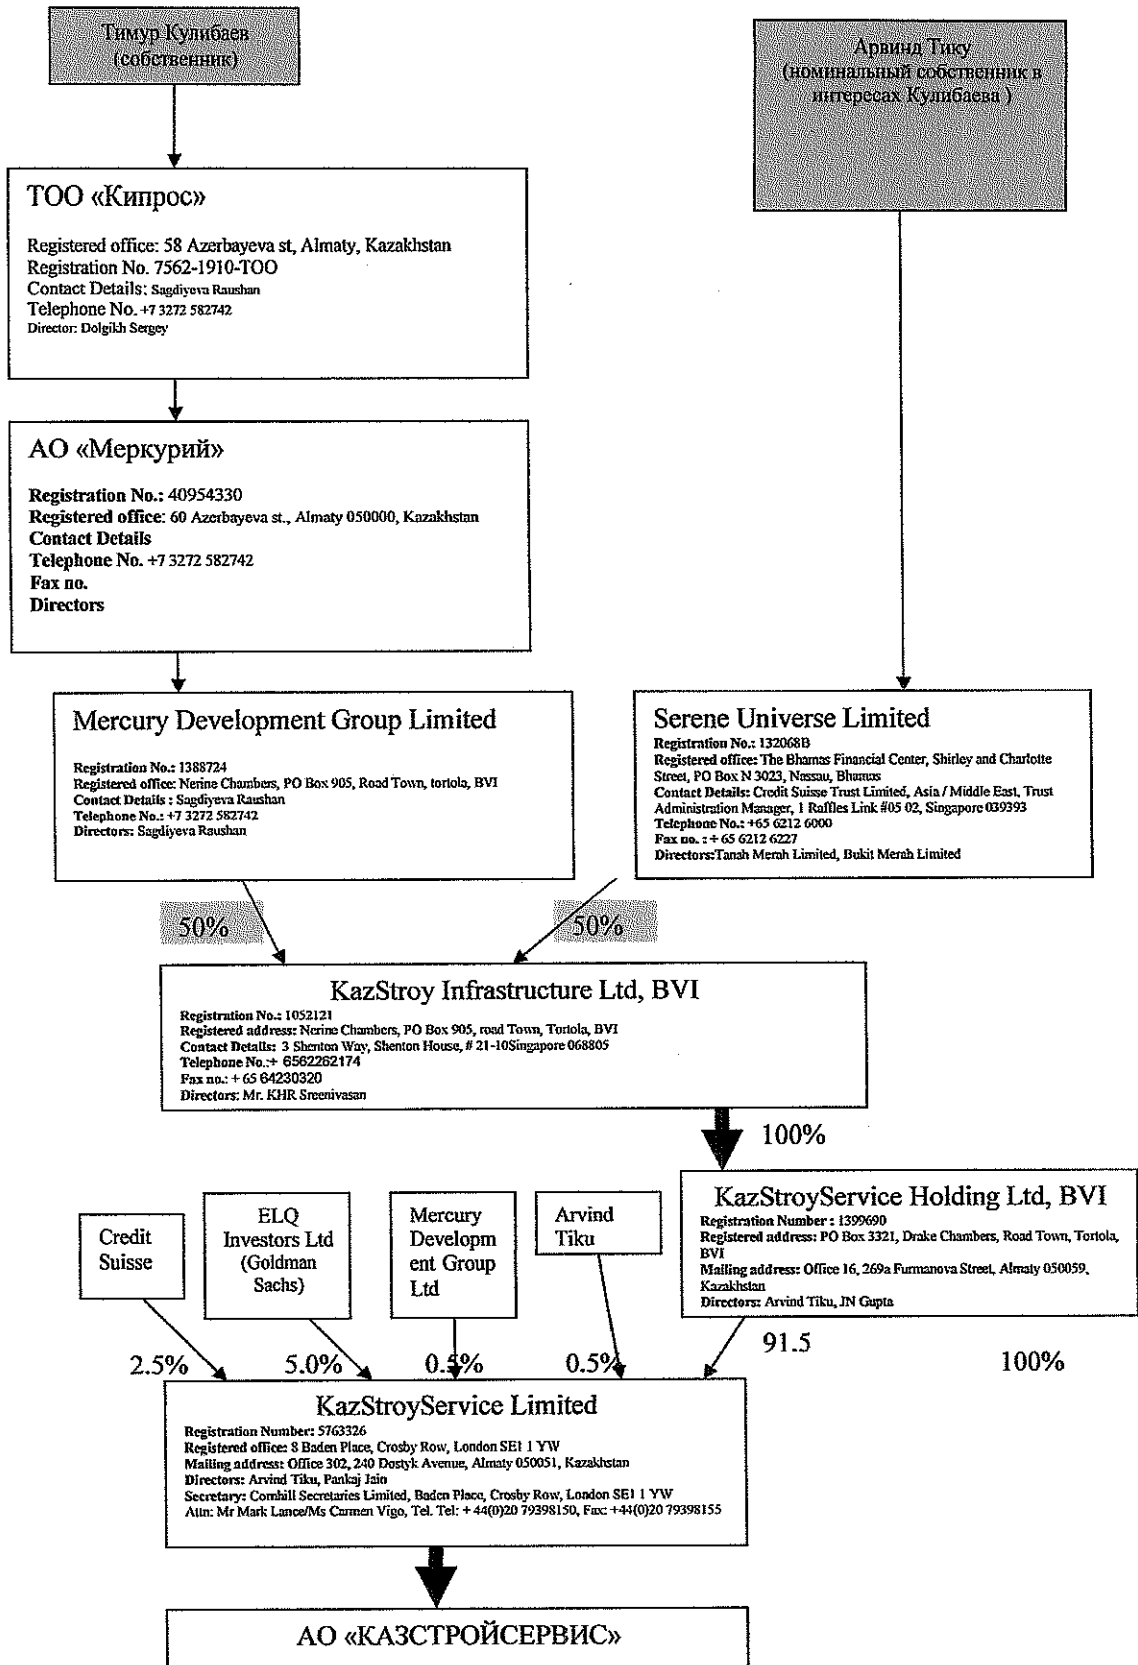 Тимур Кулибаев
(собственник)
Арвинд Тику
(номинальный собственник в
интересах Кулибаева )
ТОО «Кипрос»
Registered office: 58 Azerbayeva st, Almaty, Kazakhstan
Registration No. 7562-1910-ТОО
Contact Details: Sagdiyeva Raushan
Telephone No. +7 3272 582742
Director: Dolgikh Sergey
АО «Меркурий»
Registration No.: 40954330
Registered office: 60 Azerbayeva st., Almaty 050000, Kazakhstan
Contact Details
Telephone No. +7 3272 582742
Fax no.
Directors
Mercury Development Group Limited
Registration No.: 1388724
Registered office: Nerine Chambers, PO Box 905, Road Town, tortola, BVI
Contact Details : Sagdiyeva Raushan
Telephone No.: +7 3272 582742
Directors: Sagdiyeva Raushan
Serene Universe Limited
Registration No.: 132068B
Registered office: The Bhamas Financial Center, Shirley and Charlotte
Street, PO Box N 3023, Nassau, Bhamas
Contact Details: Credit Suisse Trust Limited, Asia / Middle East, Trust
Administration Manager, 1 Raffles Link #05 02, Singapore 039393
Telephone No.: +65 6212 6000
Fax no. : + 65 6212 6227
Directors:Tanah Merah Limited, Bukit Merah Limited
50%
50%
KazStroy Infrastructure Ltd, BVI
Registration No.: 1052121
Registered address: Nerine Chambers, PO Box 905, road Town, Tortola, BVI
Contact Details: 3 Shenton Way, Shenton House, # 21-10Singapore 068805
Telephone No.:+ 6562262174
Fax no.: + 65 64230320
Directors: Mr. KHR Sreenivasan
100%
Credit
Suisse
ELQ
Investors Ltd
(Goldman
Sachs)
Mercury
Developm
ent Group
Ltd
Arvind
Tiku
KazStroyService Holding Ltd, BVI
Registration Number : 1399690
Registered address: PO Box 3321, Drake Chambers, Road Town, Tortola,
BVI
Mailing address: Office 16, 269a Furmanova Street, Almaty 050059,
Kazakhstan
Directors: Arvind Tiku, JN Gupta
2.5%
5.0%
0.5%
0.5%
91.5
100%
KazStroyService Limited
Registration Number: 5763326
Registered office: 8 Baden Place, Crosby Row, London SE1 1 YW
Mailing address: Office 302, 240 Dostyk Avenue, Almaty 050051, Kazakhstan
Directors: Arvind Tiku, Pankaj Jain
Secretary: Cornhill Secretaries Limited, Baden Place, Crosby Row, London SE1 1 YW
Attn: Mr Mark Lance/Ms Carmen Vigo, Tel. Tel: + 44(0)20 79398150, Fax: +44(0)20 79398155
АО «КАЗСТРОЙСЕРВИС»